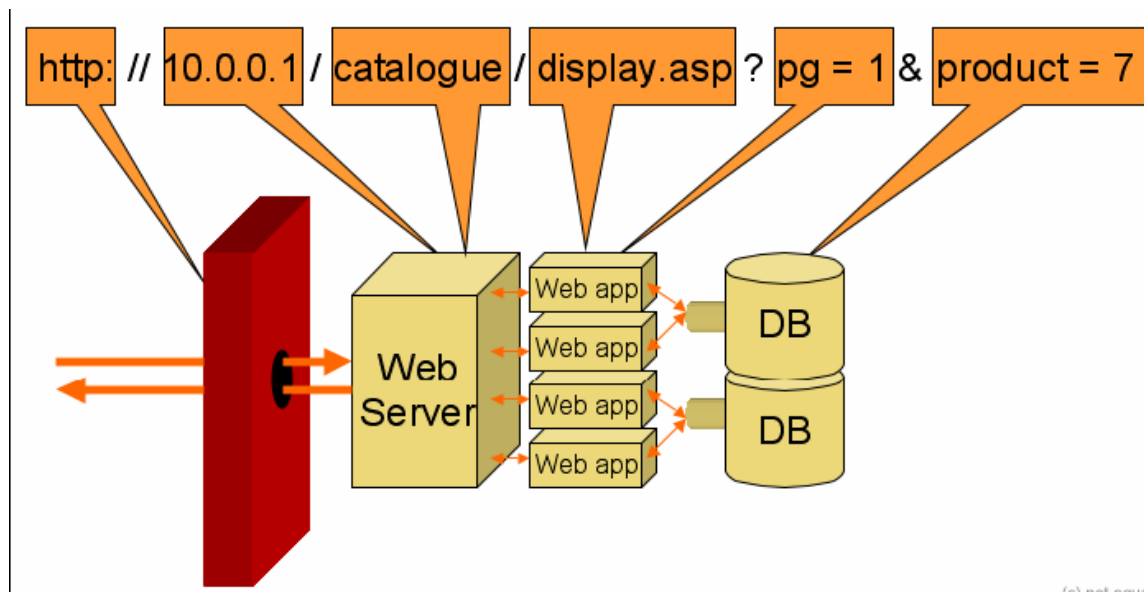 http: // 10.0.0.1 / catalogue / display.asp ? pg = 1 & product = 7
Web app
Web app
Web app
Web app
Web
Server
DB
DB